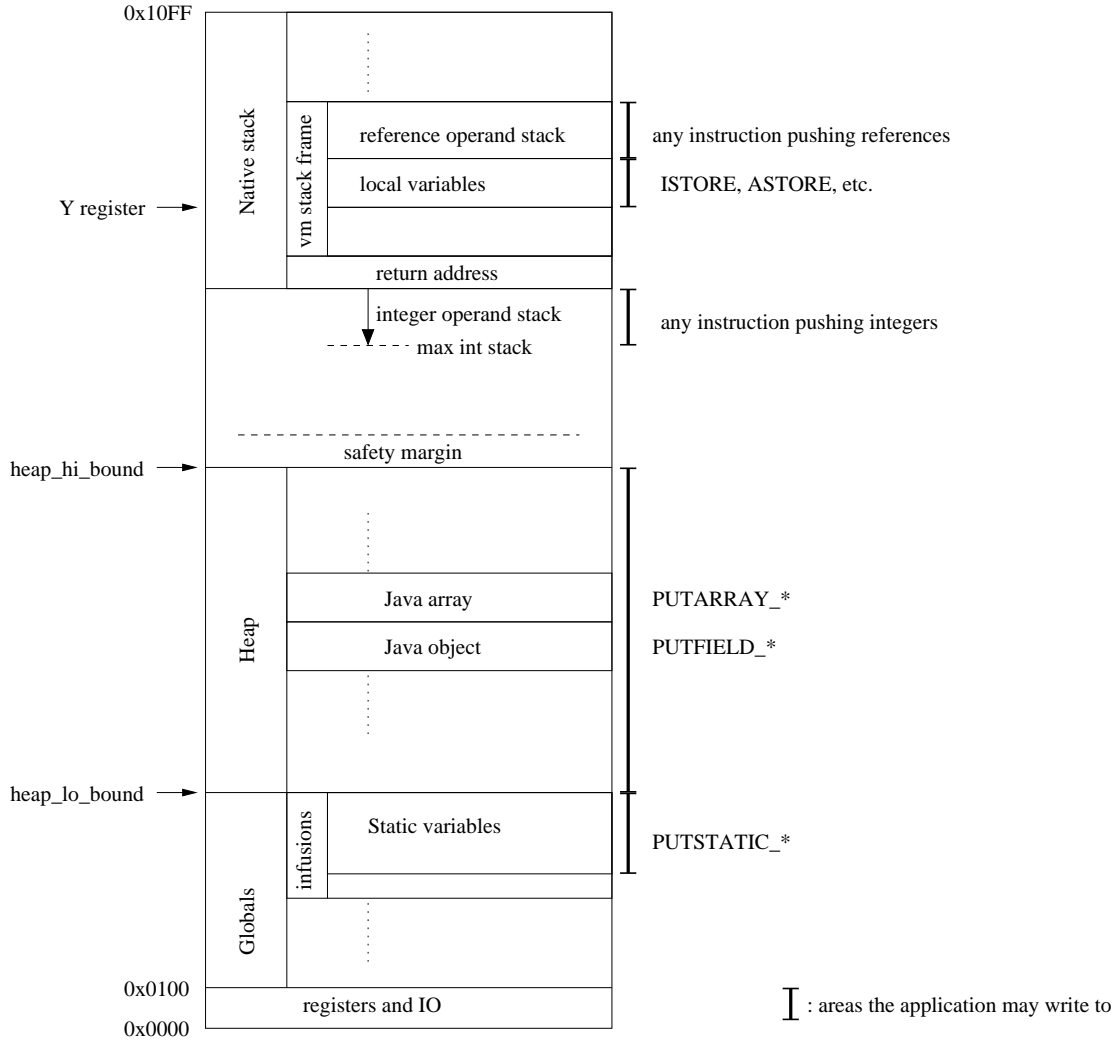 0x10FF
Native stack
vm stack frame
reference operand stack
any instruction pushing references
local variables
ISTORE, ASTORE, etc.
Y register
return address
integer operand stack
any instruction pushing integers
max int stack
safety margin
heap_hi_bound
Heap
Java array
PUTARRAY_*
Java object
PUTFIELD_*
heap_lo_bound
Globals
infusions
Static variables
PUTSTATIC_*
0x0100
registers and IO
: areas the application may write to
0x0000